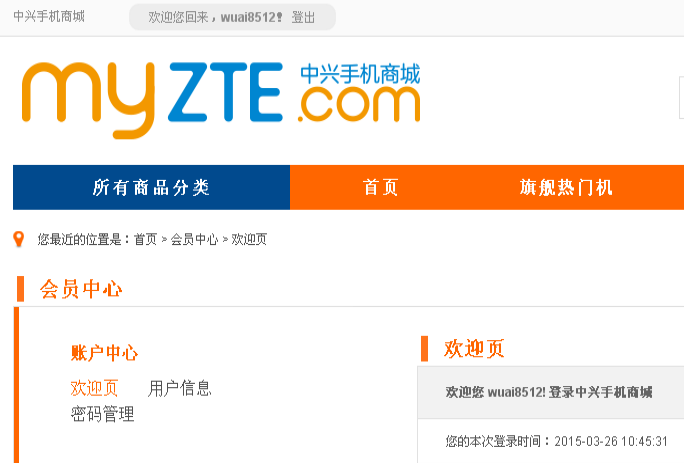 中兴手机商城 欢迎您回来，wuai8512! 登出
myZTE.com 中兴手机商城
所有商品分类 首页 旗舰热门机
您最近的位置是：首页 » 会员中心 » 欢迎页
会员中心
账户中心
欢迎页 用户信息
密码管理
欢迎页
欢迎您 wuai8512! 登录中兴手机商城
您的本次登录时间：2015-03-26 10:45:31